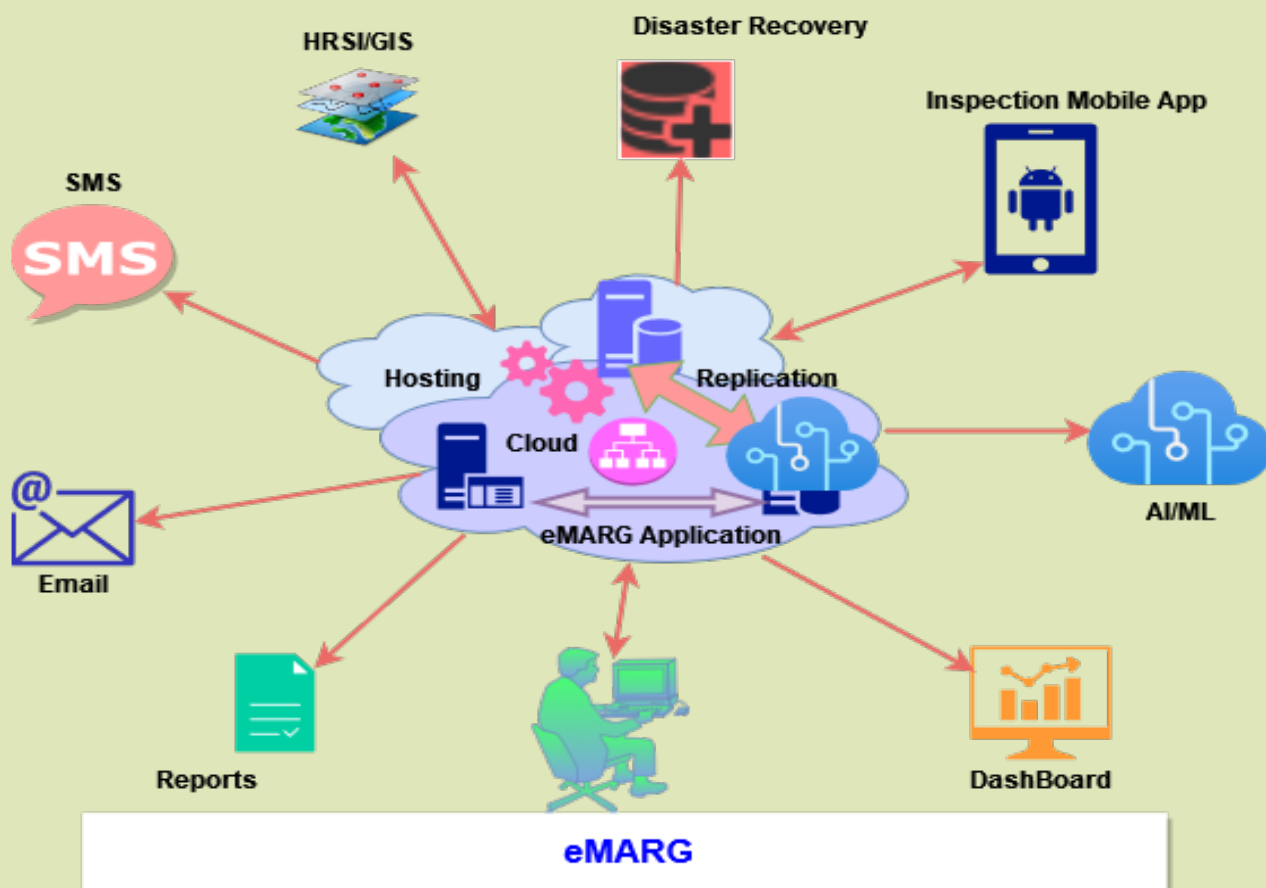 Disaster Recovery
HRSI/GIS
Inspection Mobile App
SMS
SMS
Hosting
Replication
Cloud
@
eMARG Application
AI/ML
Email
Reports
DashBoard
eMARG